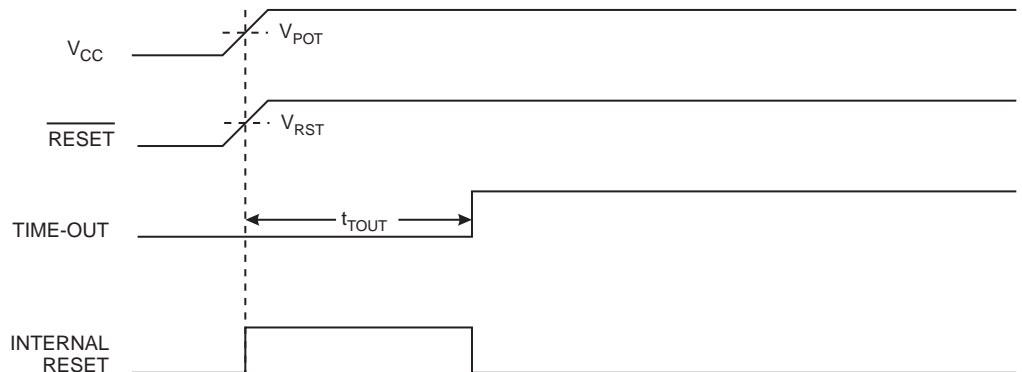 V_CC
V_POT
RESET
V_RST
TIME-OUT
t_TOUT
INTERNAL
RESET